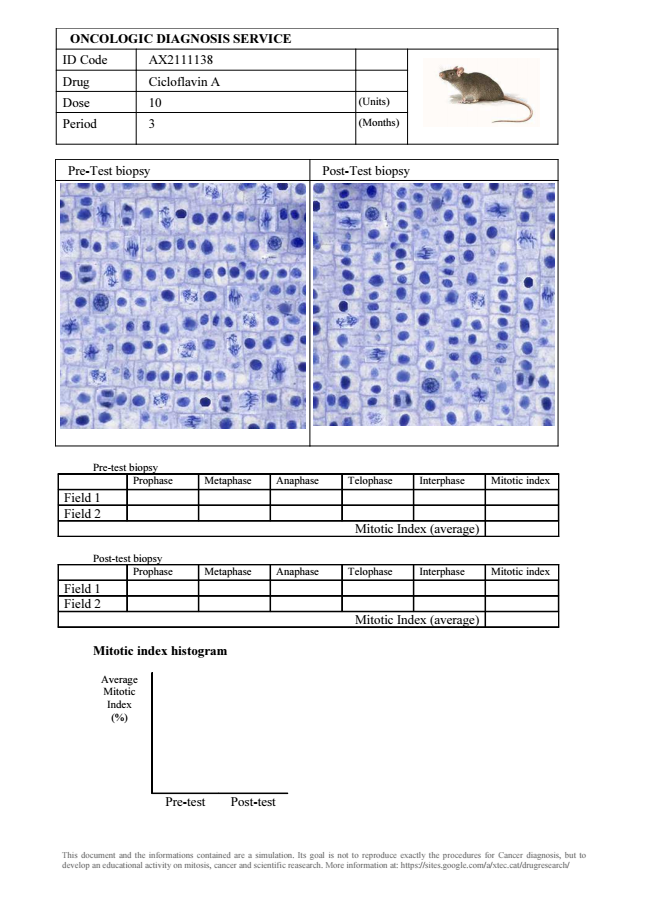 ONCOLOGIC DIAGNOSIS SERVICE
ID Code AX2111138
Drug Cicloflavin A
Dose 10 (Units)
Period 3 (Months)
Pre-Test biopsy Post-Test biopsy
Pre-test biopsy
Prophase Metaphase Anaphase Telophase Interphase Mitotic index
Field 1
Field 2
Mitotic Index (average)
Post-test biopsy
Prophase Metaphase Anaphase Telophase Interphase Mitotic index
Field 1
Field 2
Mitotic Index (average)
Mitotic index histogram
Average
Mitotic
Index
(%)
Pre-test Post-test
This document and the informations contained are a simulation. Its goal is not to reproduce exactly the procedures for Cancer diagnosis, but to
develop an educational activity on mitosis, cancer and scientific reasearch. More information at: https://sites.google.com/a/xtec.cat/drugresearch/